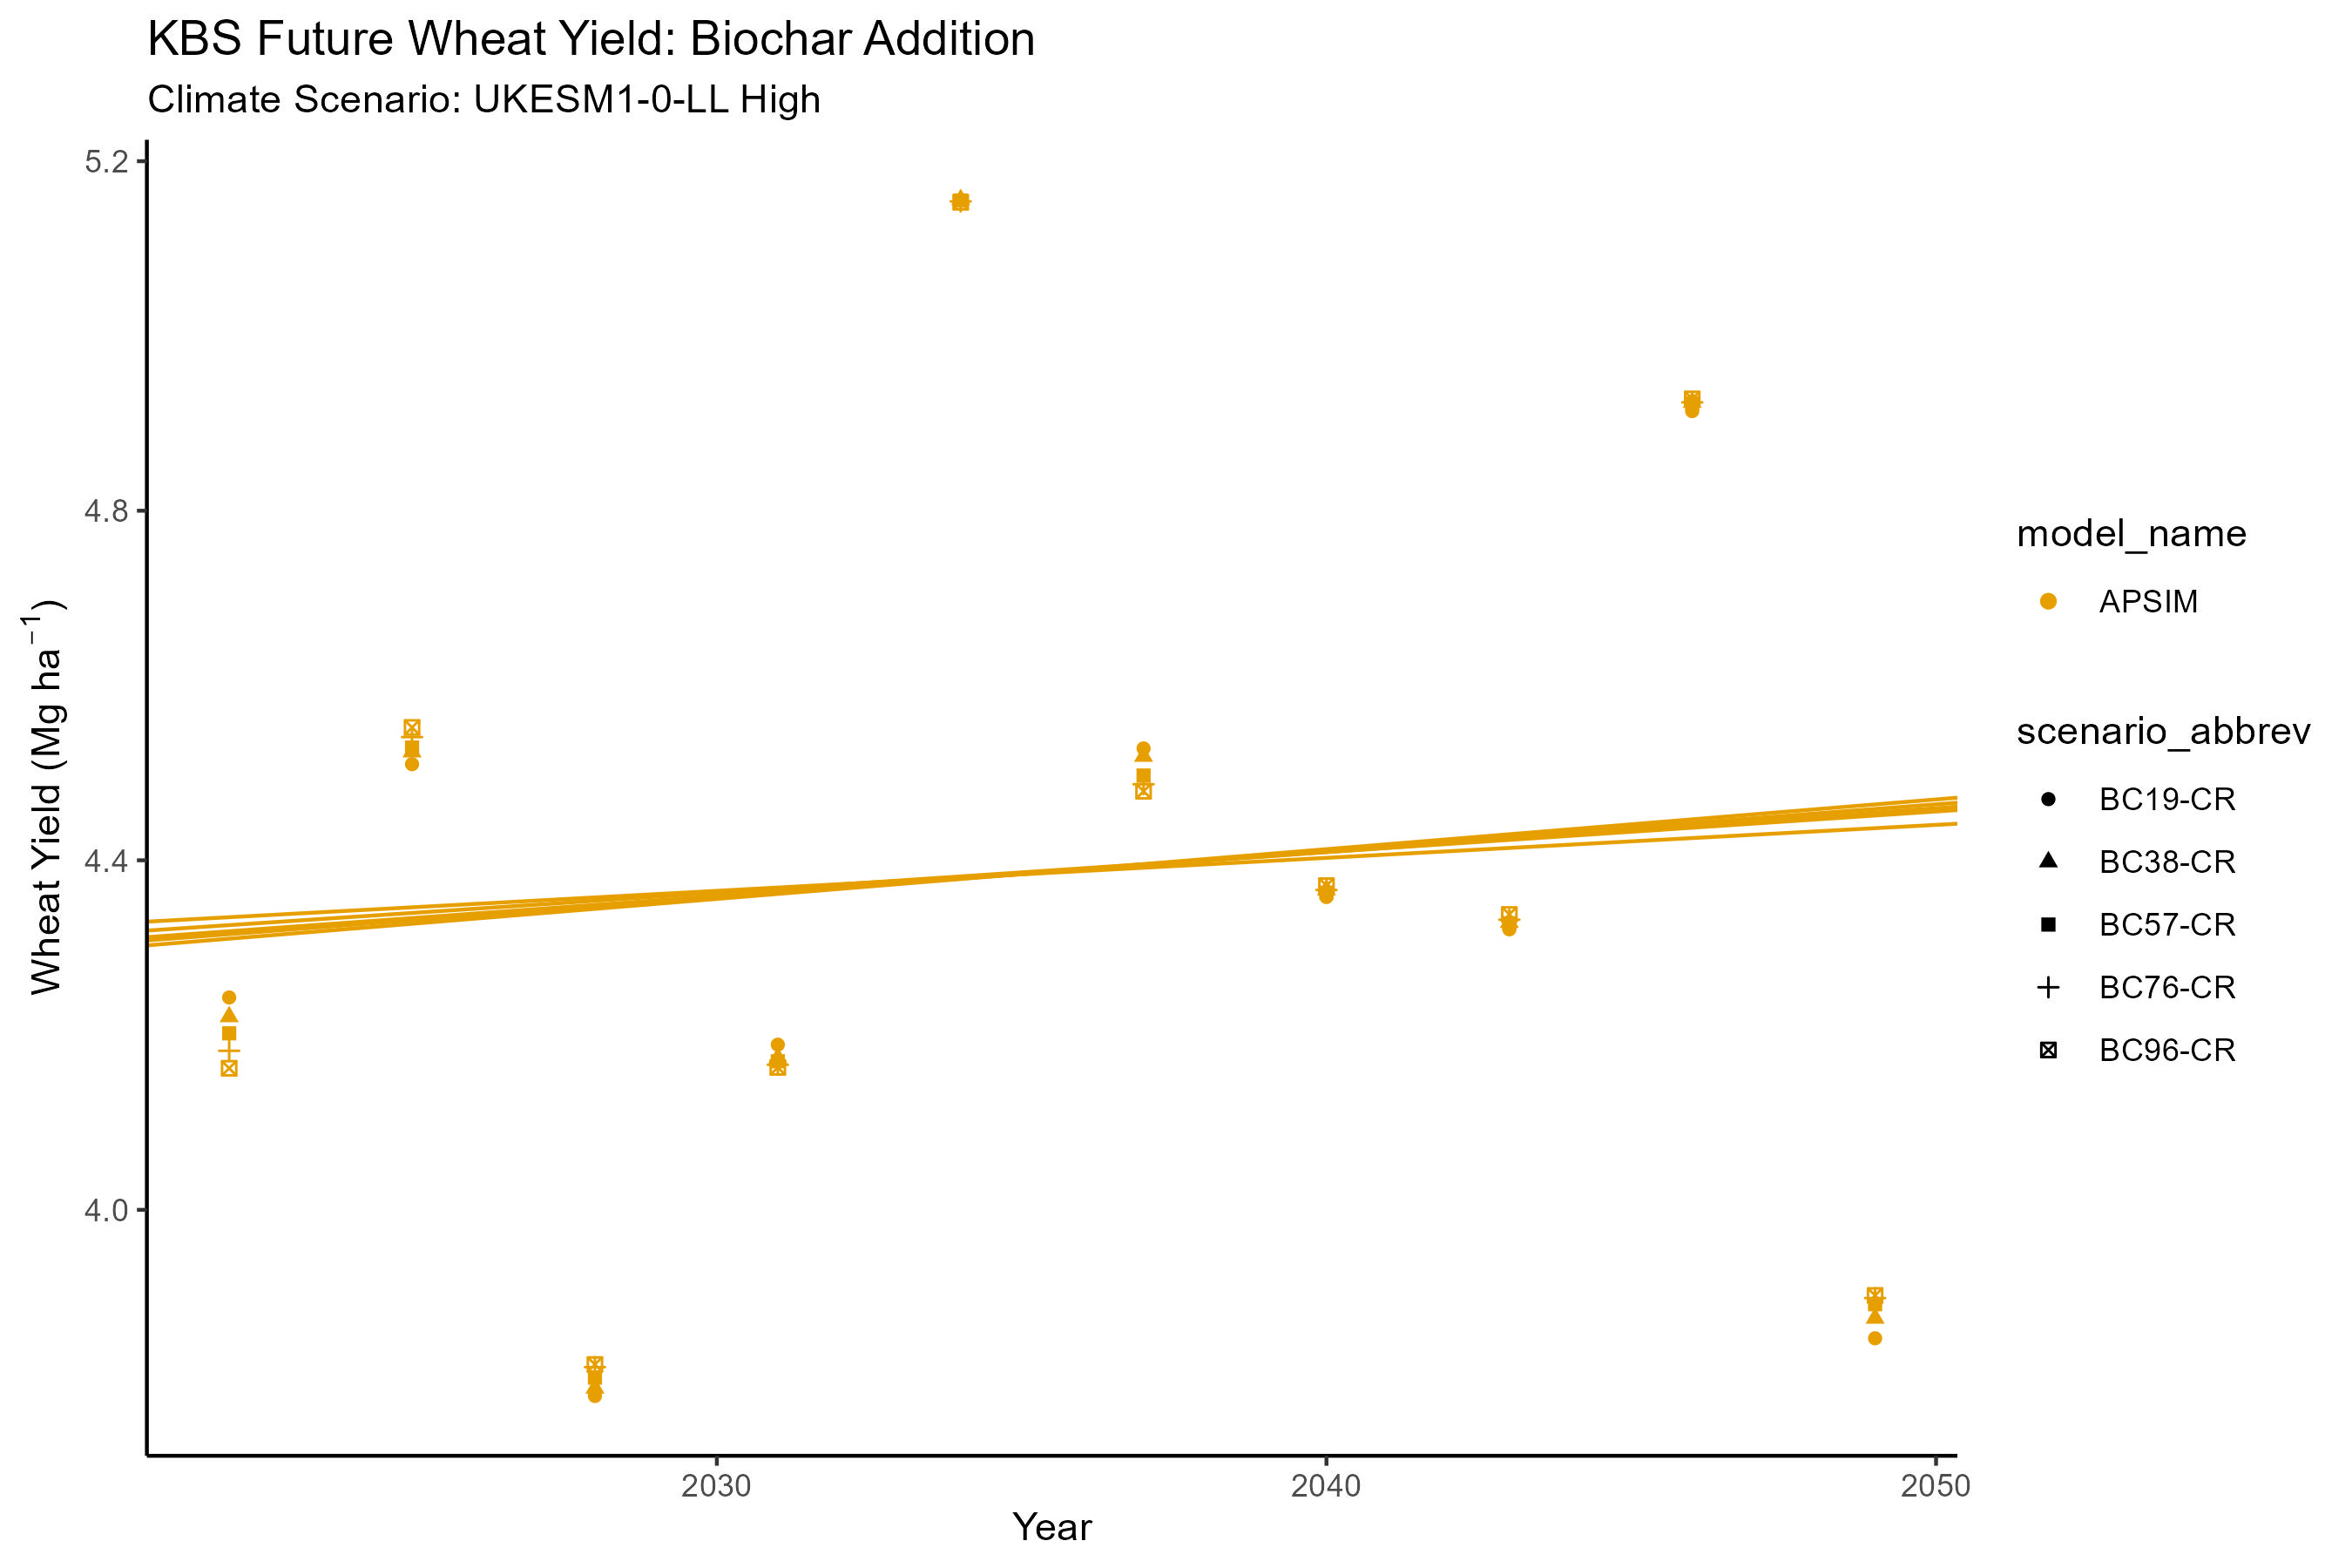 KBS Future Wheat Yield: Biochar Addition
Climate Scenario: UKESM1-0-LL High
5.2
4.8
4.4
4.0
Wheat Yield (Mg ha⁻¹)
2030
2040
2050
Year
model_name
APSIM
scenario_abbrev
BC19-CR
BC38-CR
BC57-CR
BC76-CR
BC96-CR